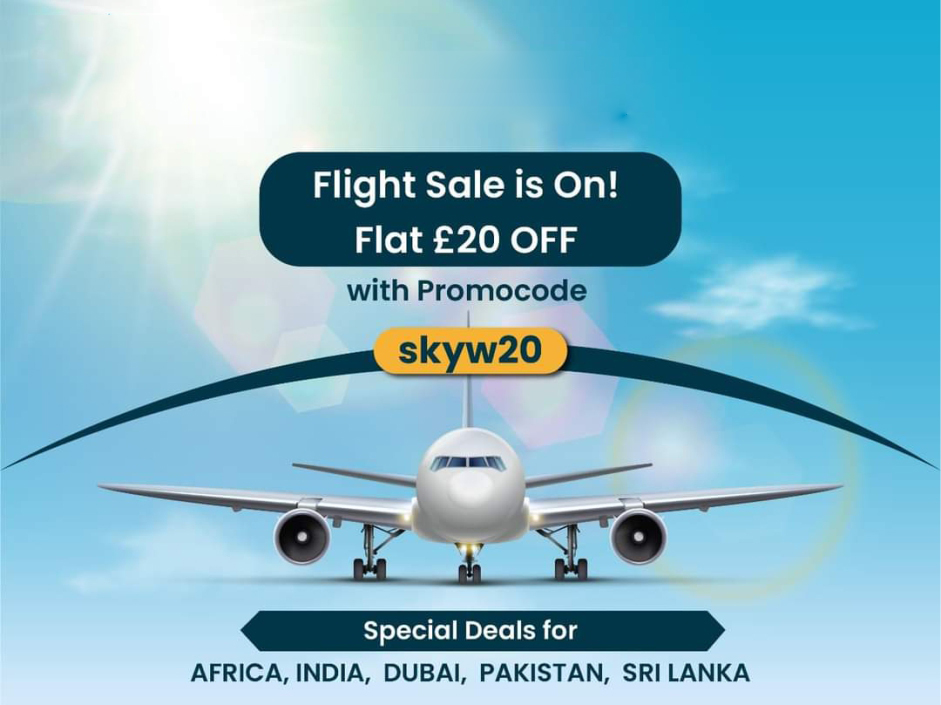 Flight Sale is On!
Flat £20 OFF
with Promocode
skyw20
Special Deals for
AFRICA, INDIA, DUBAI, PAKISTAN, SRI LANKA